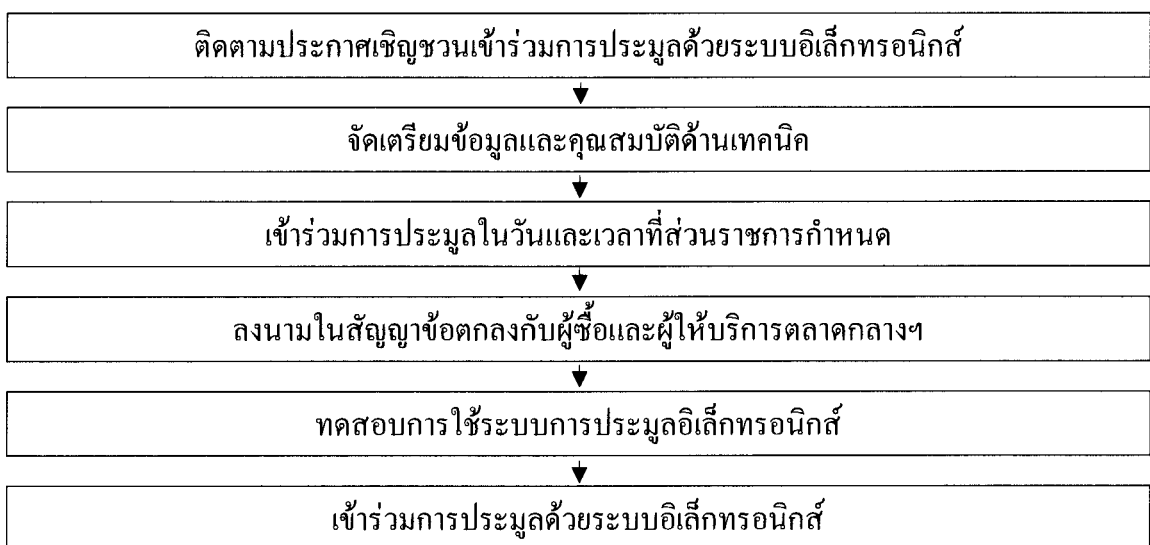 ติดตามประกาศเชิญชวนเข้าร่วมการประมูลด้วยระบบอิเล็กทรอนิกส์
จัดเตรียมข้อมูลและคุณสมบัติด้านเทคนิค
เข้าร่วมการประมูลในวันและเวลาที่ส่วนราชการกำหนด
ลงนามในสัญญาข้อตกลงกับผู้ซื้อและผู้ให้บริการตลาดกลางฯ
ทดสอบการใช้ระบบการประมูลอิเล็กทรอนิกส์
เข้าร่วมการประมูลด้วยระบบอิเล็กทรอนิกส์